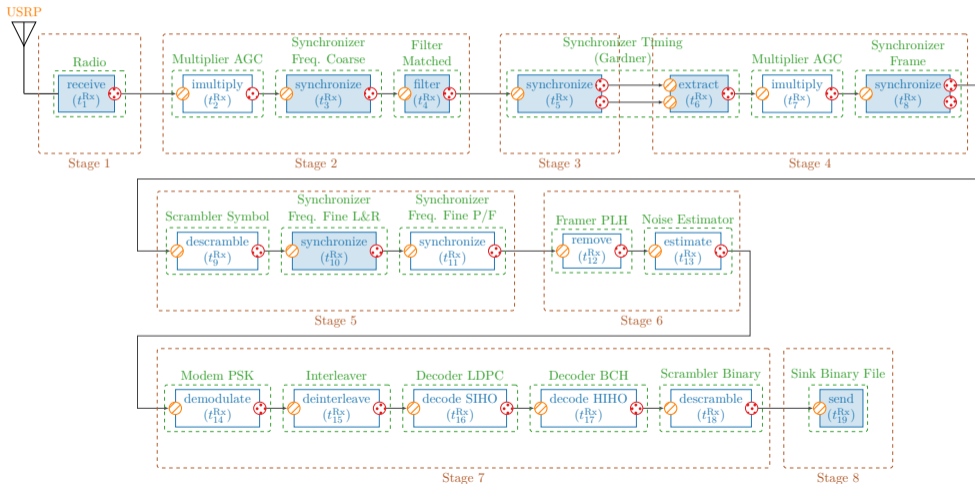 USRP
Radio
receive
(t₁ᴿˣ)
Stage 1
Multiplier AGC
imultiply
(t₂ᴿˣ)
Synchronizer
Freq. Coarse
synchronize
(t₃ᴿˣ)
Filter
Matched
filter
(t₄ᴿˣ)
Stage 2
Synchronizer Timing
(Gardner)
synchronize
(t₅ᴿˣ)
Stage 3
extract
(t₆ᴿˣ)
Multiplier AGC
imultiply
(t₇ᴿˣ)
Synchronizer
Frame
synchronize
(t₈ᴿˣ)
Stage 4
Scrambler Symbol
descramble
(t₉ᴿˣ)
Synchronizer
Freq. Fine L&R
synchronize
(t₁₀ᴿˣ)
Synchronizer
Freq. Fine P/F
synchronize
(t₁₁ᴿˣ)
Stage 5
Framer PLH
remove
(t₁₂ᴿˣ)
Noise Estimator
estimate
(t₁₃ᴿˣ)
Stage 6
Modem PSK
demodulate
(t₁₄ᴿˣ)
Interleaver
deinterleave
(t₁₅ᴿˣ)
Decoder LDPC
decode SIHO
(t₁₆ᴿˣ)
Decoder BCH
decode HIHO
(t₁₇ᴿˣ)
Scrambler Binary
descramble
(t₁₈ᴿˣ)
Stage 7
Sink Binary File
send
(t₁₉ᴿˣ)
Stage 8